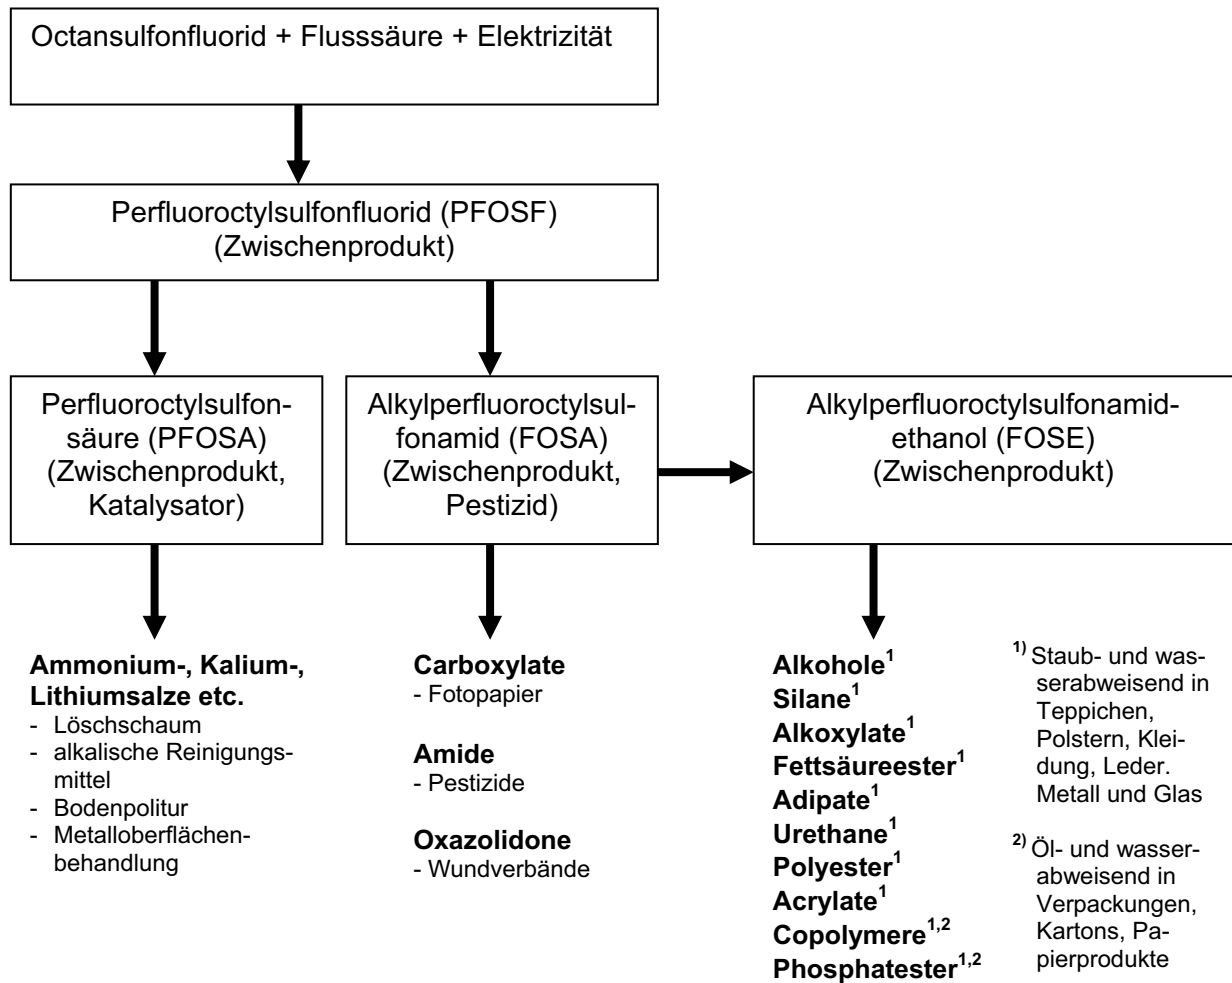 Octansulfonfluorid + Flusssäure + Elektrizität
Perfluoroctylsulfonfluorid (PFOSF)
(Zwischenprodukt)
Perfluoroctylsulfon-
säure (PFOSA)
(Zwischenprodukt,
Katalysator)
Alkylperfluoroctylsul-
fonamid (FOSA)
(Zwischenprodukt,
Pestizid)
Alkylperfluoroctylsulfonamid-
ethanol (FOSE)
(Zwischenprodukt)
Ammonium-, Kalium-,
Lithiumsalze etc.
- Löschschaum
- alkalische Reinigungs-
mittel
- Bodenpolitur
- Metalloberflächen-
behandlung
Carboxylate
- Fotopapier
Amide
- Pestizide
Oxazolidone
- Wundverbände
Alkohole¹
Silane¹
Alkoxylate¹
Fettsäureester¹
Adipate¹
Urethane¹
Polyester¹
Acrylate¹
Copolymere¹,²
Phosphatester¹,²
¹⁾ Staub- und was-
serabweisend in
Teppichen,
Polstern, Klei-
dung, Leder.
Metall und Glas
²⁾ Öl- und wasser-
abweisend in
Verpackungen,
Kartons, Pa-
pierprodukte